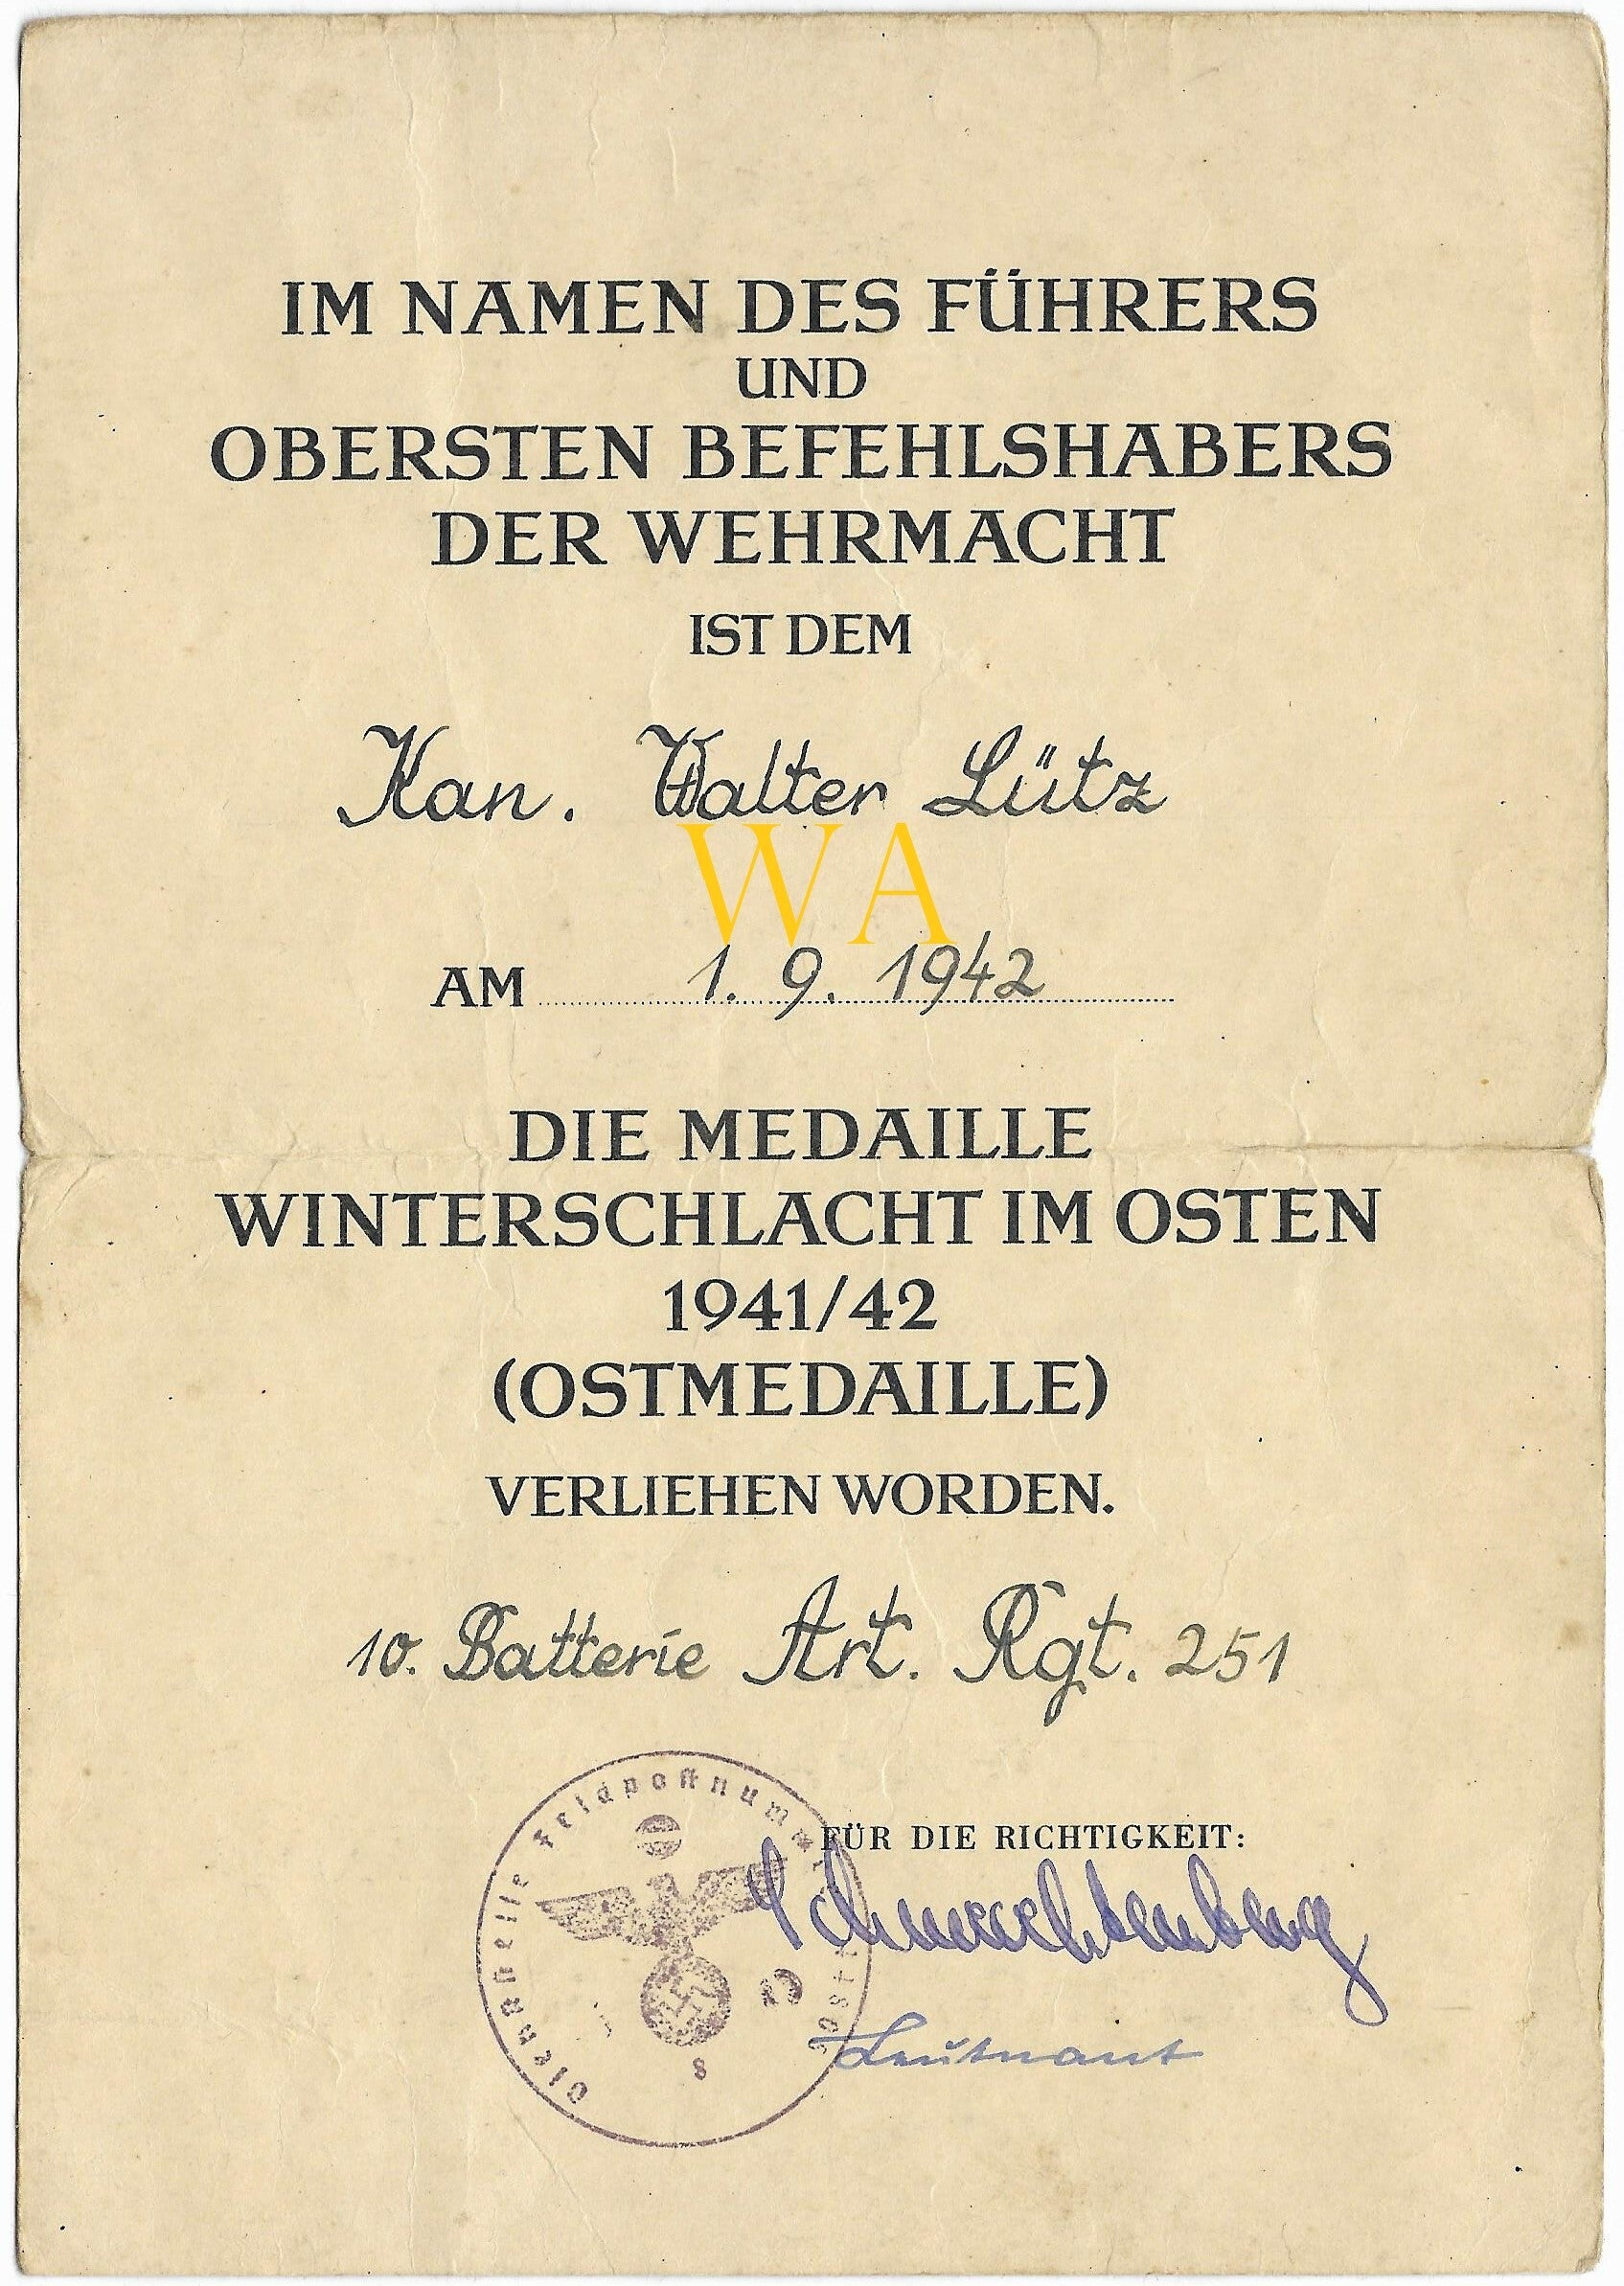 IM NAMEN DES FÜHRERS
UND
OBERSTEN BEFEHLSHABERS
DER WEHRMACHT
IST DEM
Kan. Walter Lütz
WA
AM 1. 9. 1942
DIE MEDAILLE
WINTERSCHLACHT IM OSTEN
1941/42
(OSTMEDAILLE)
VERLIEHEN WORDEN.
10. Batterie Art. Rgt. 251
FÜR DIE RICHTIGKEIT:
Leutnant
Dienststelle Feldpostnummer